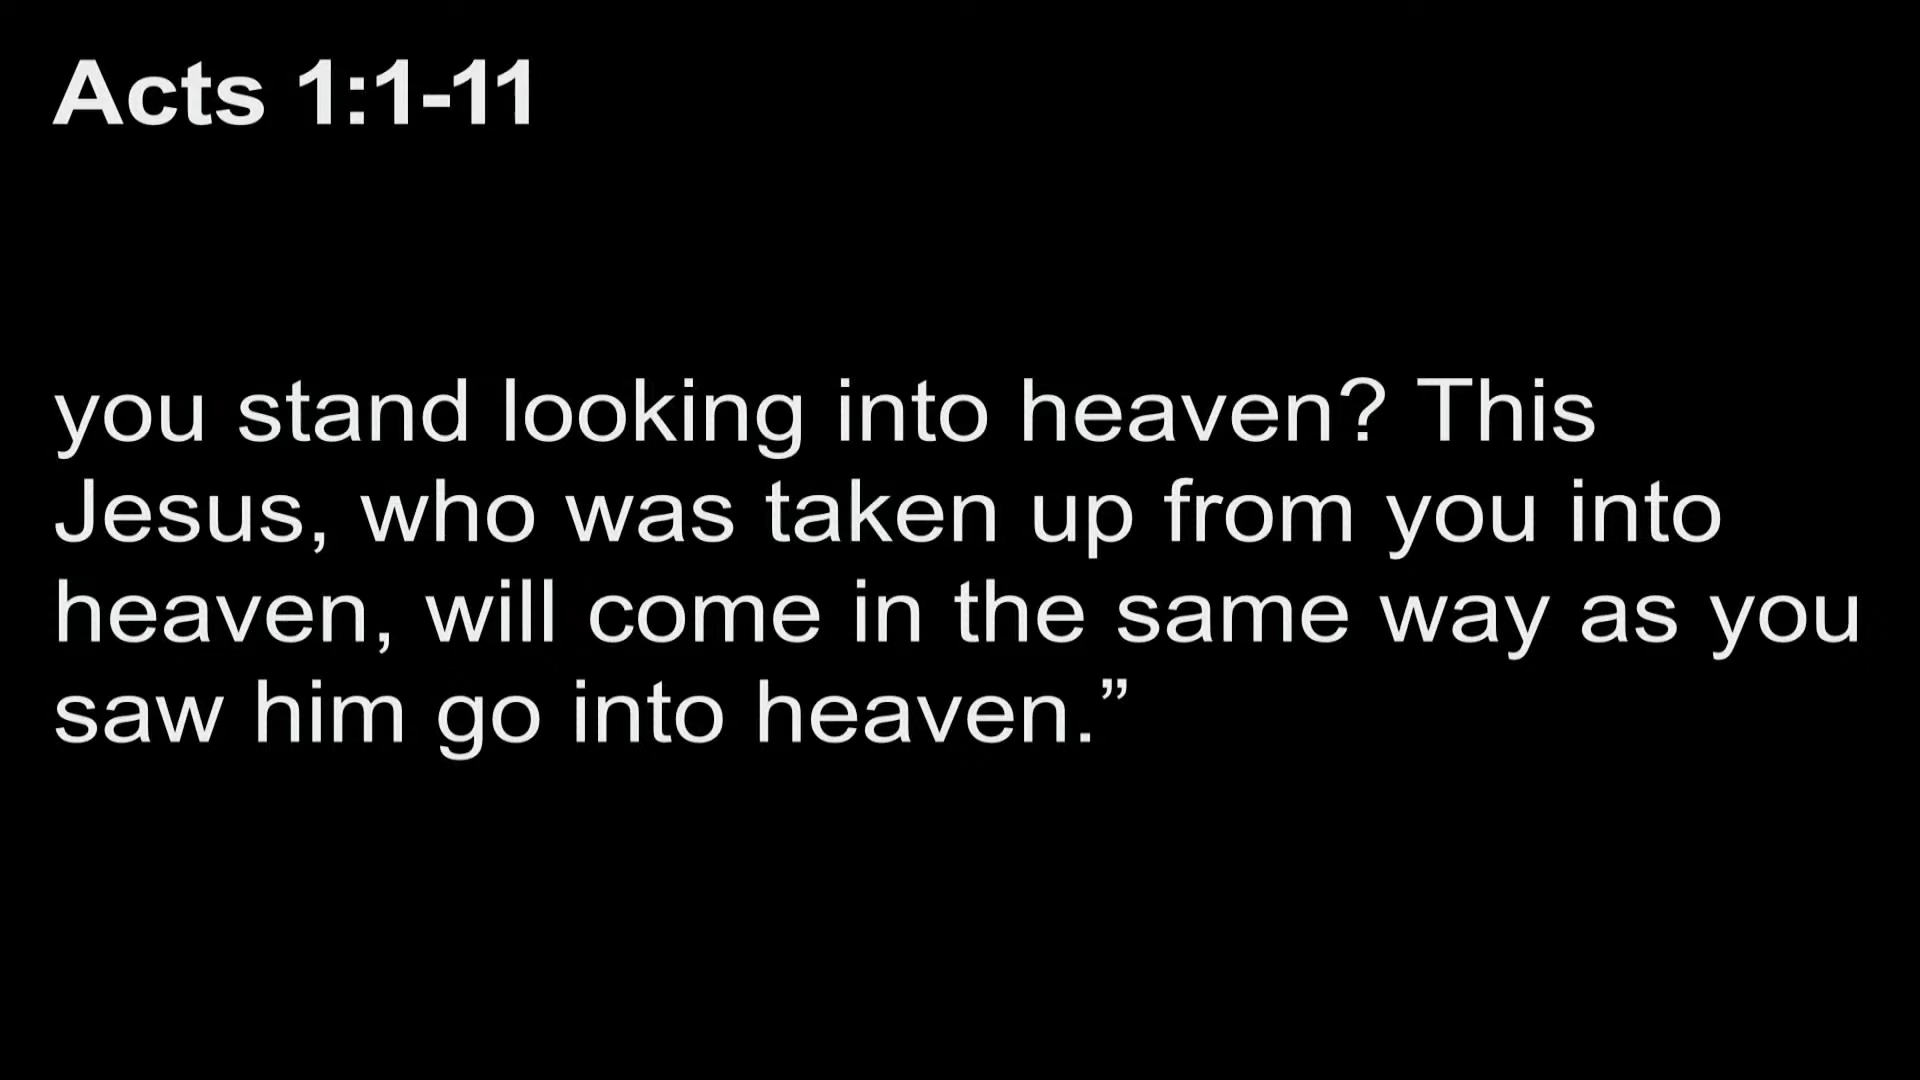 Acts 1:1-11
you stand looking into heaven? This
Jesus, who was taken up from you into
heaven, will come in the same way as you
saw him go into heaven.”